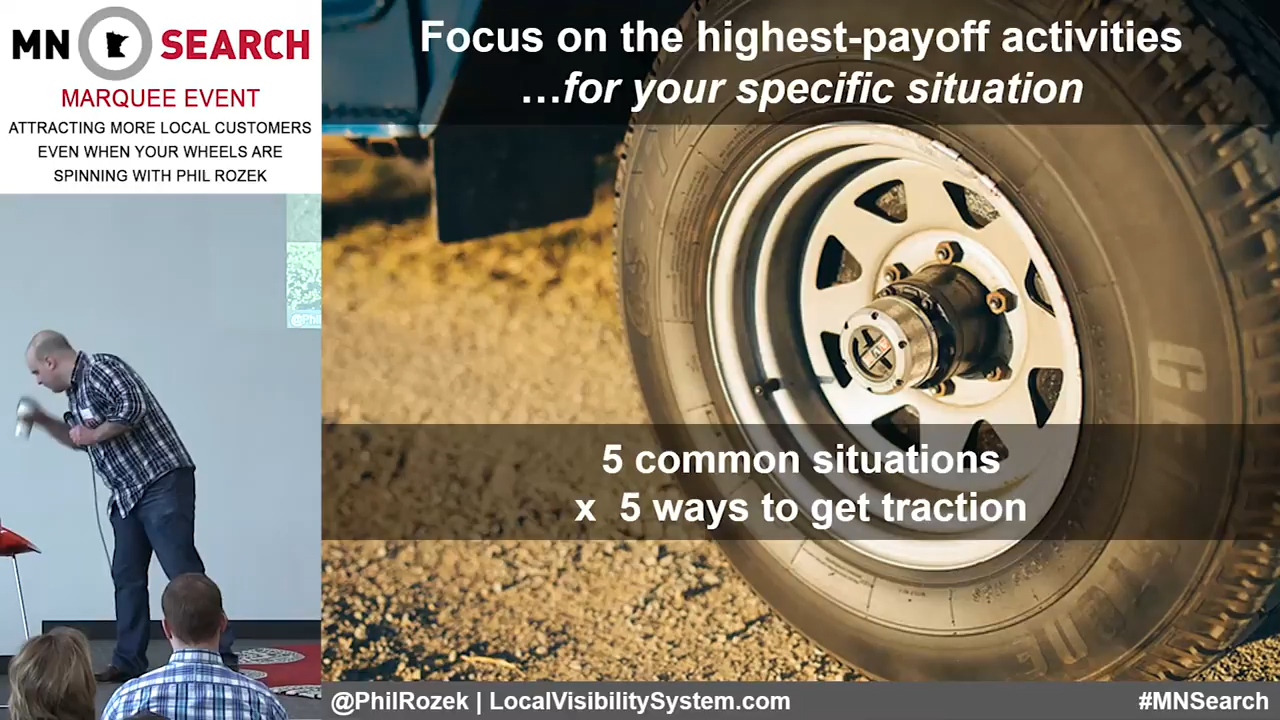 MN SEARCH
MARQUEE EVENT
ATTRACTING MORE LOCAL CUSTOMERS
EVEN WHEN YOUR WHEELS ARE
SPINNING WITH PHIL ROZEK
Focus on the highest-payoff activities
…for your specific situation
5 common situations
x 5 ways to get traction
@PhilRozek | LocalVisibilitySystem.com
#MNSearch